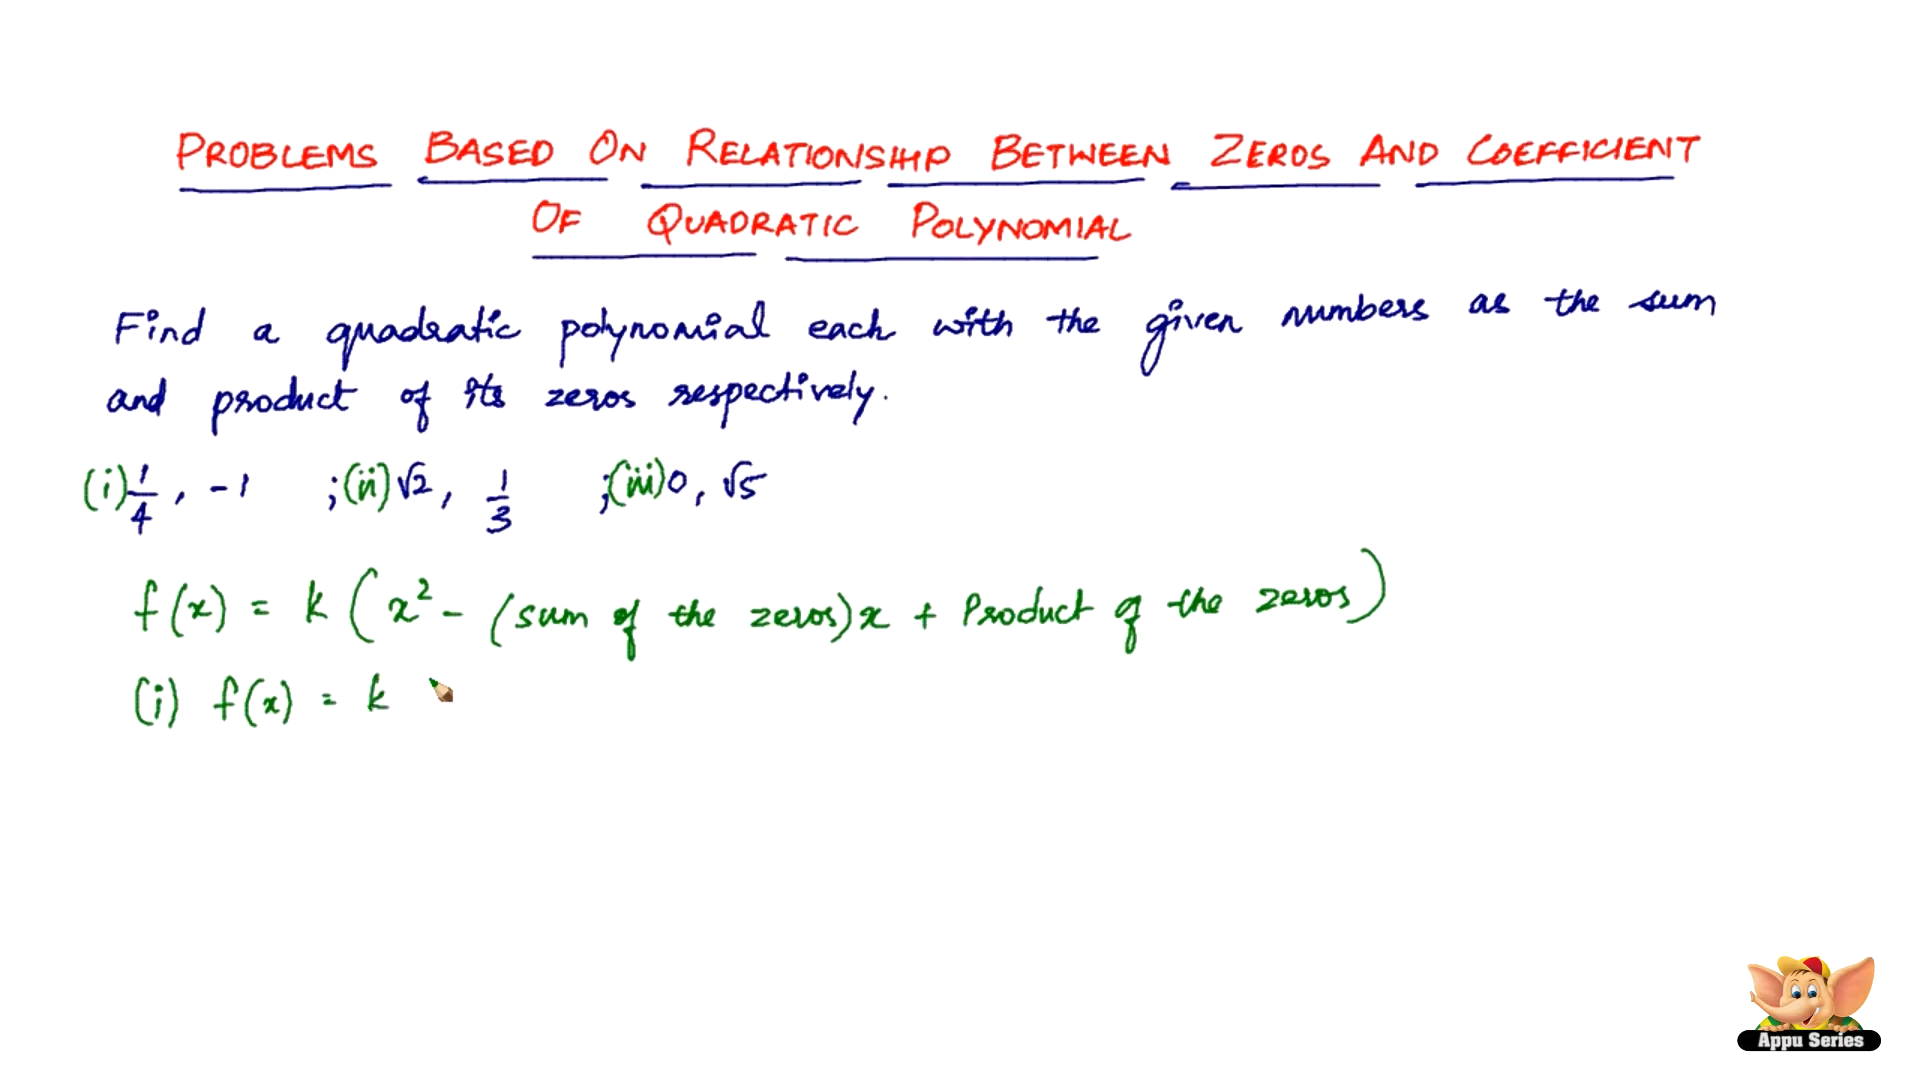 PROBLEMS BASED ON RELATIONSHIP BETWEEN ZEROS AND COEFFICIENT
OF QUADRATIC POLYNOMIAL
Find a quadratic polynomial each with the given numbers as the sum
and product of its zeros respectively.
(i) 1/4, -1 ; (ii) √2, 1/3 ; (iii) 0, √5
f(x) = k (x² - (sum of the zeros)x + Product of the zeros)
(i) f(x) = k
Appu Series